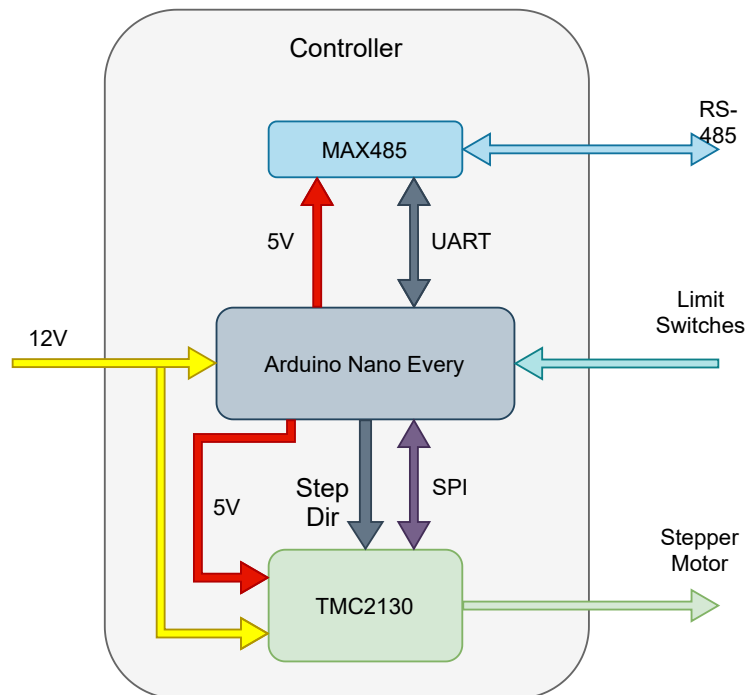 Controller
RS-
485
MAX485
5V
UART
Limit
Switches
12V
Arduino Nano Every
Step
Dir
SPI
5V
Stepper
Motor
TMC2130